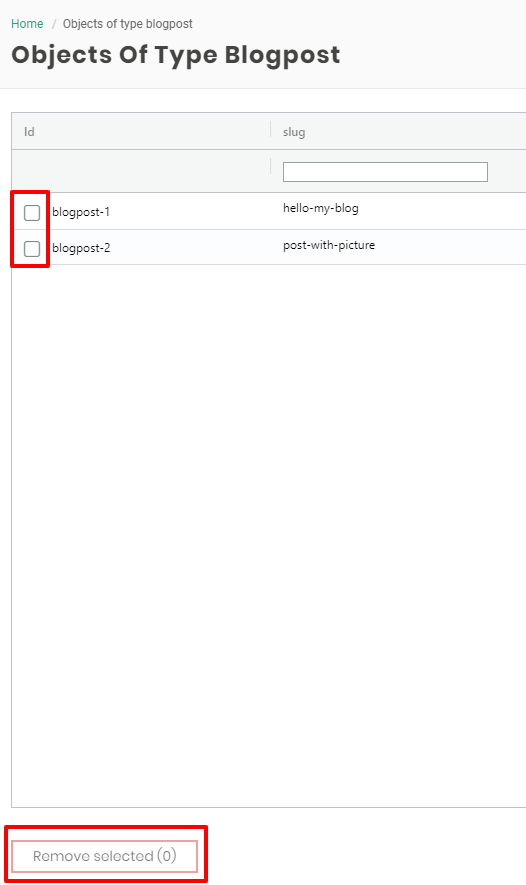 Home / Objects of type blogpost
Objects Of Type Blogpost
Id slug
blogpost-1 hello-my-blog
blogpost-2 post-with-picture
Remove selected (0)